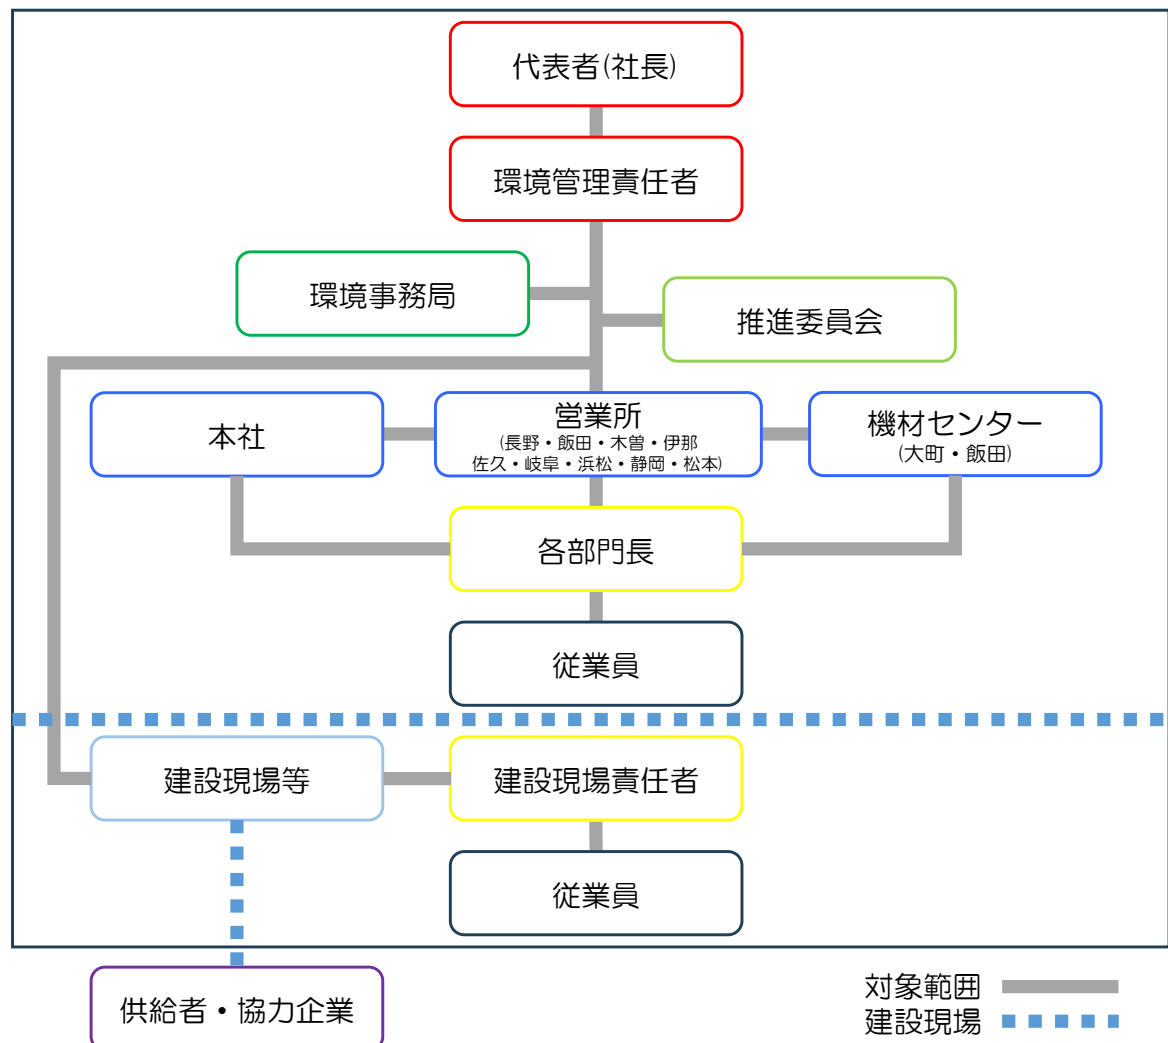 代表者(社長)
環境管理責任者
環境事務局
推進委員会
本社
営業所
(長野・飯田・木曽・伊那
佐久・岐阜・浜松・静岡・松本)
機材センター
(大町・飯田)
各部門長
従業員
建設現場等
建設現場責任者
従業員
供給者・協力企業
対象範囲
建設現場